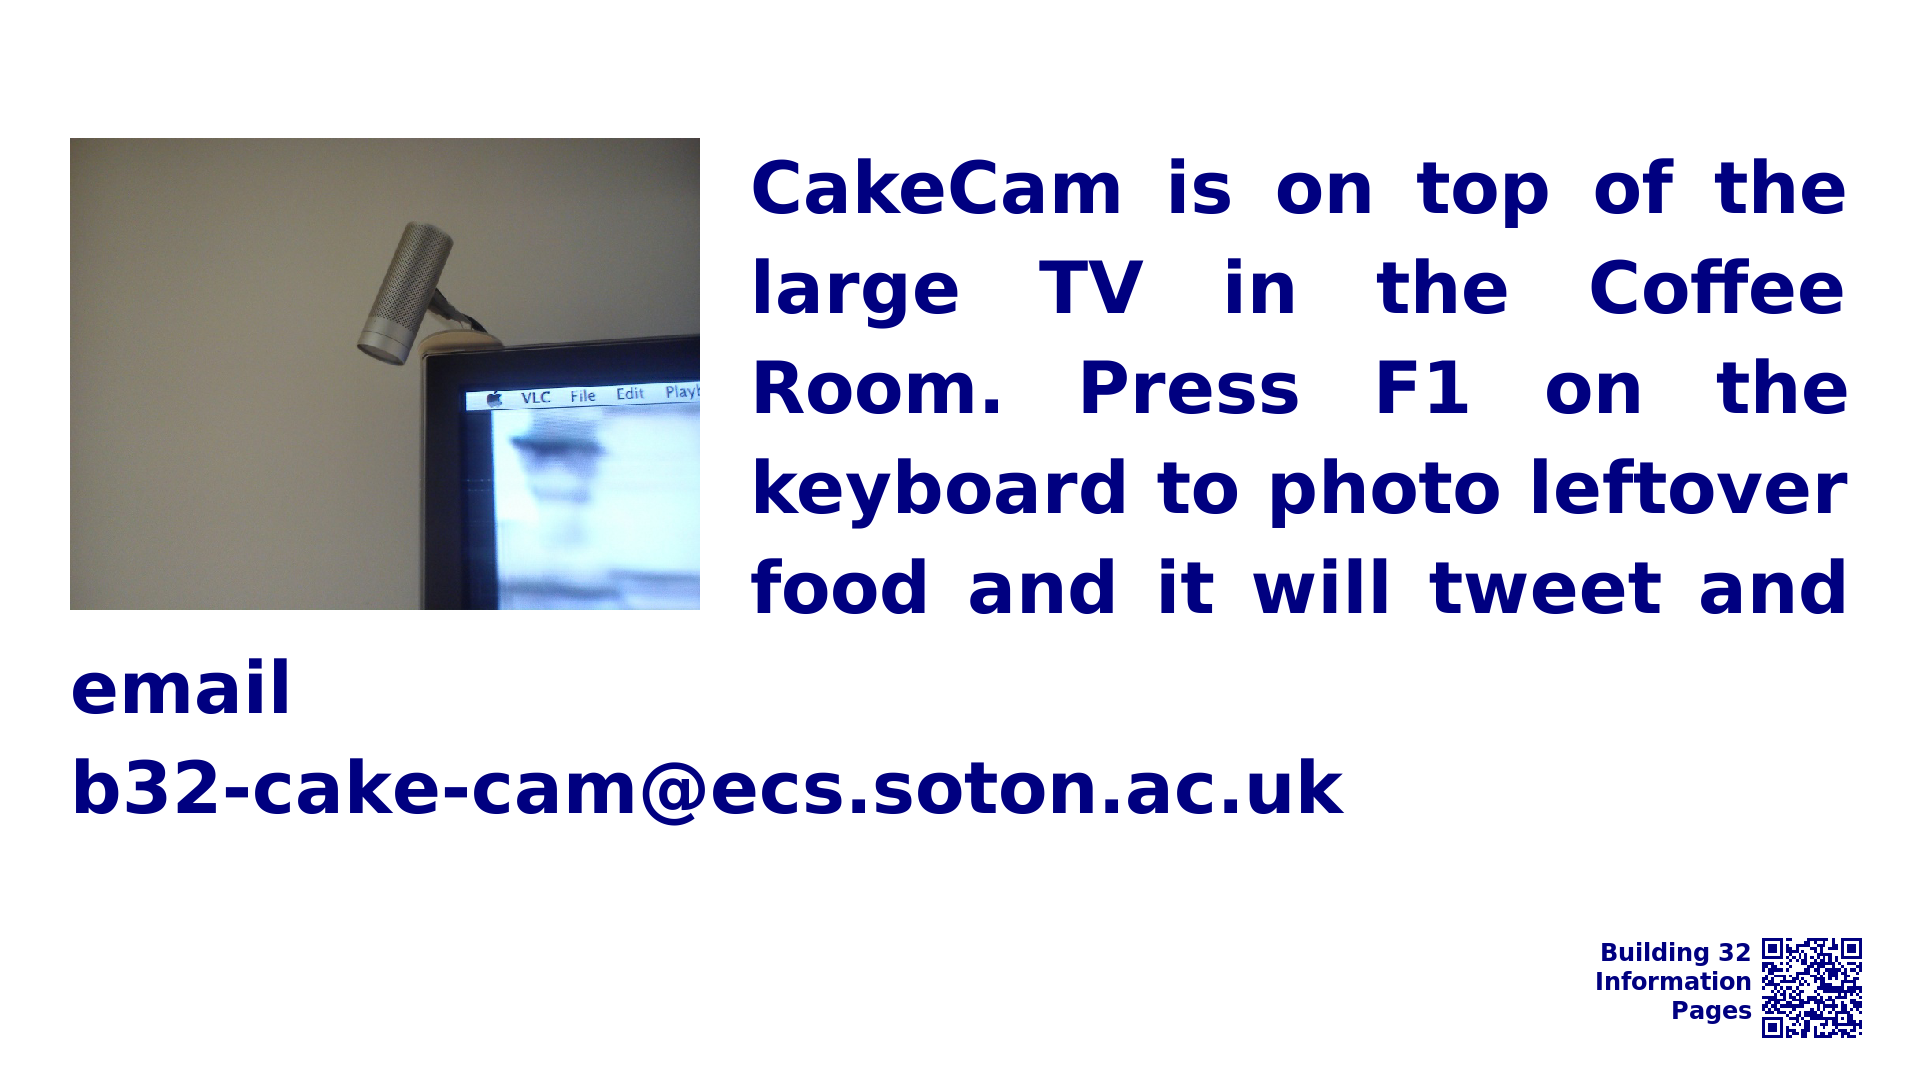 CakeCam is on top of the
large TV in the Coffee
Room. Press F1 on the
keyboard to photo leftover
food and it will tweet and
email
b32-cake-cam@ecs.soton.ac.uk
VLC File Edit
Building 32
Information
Pages